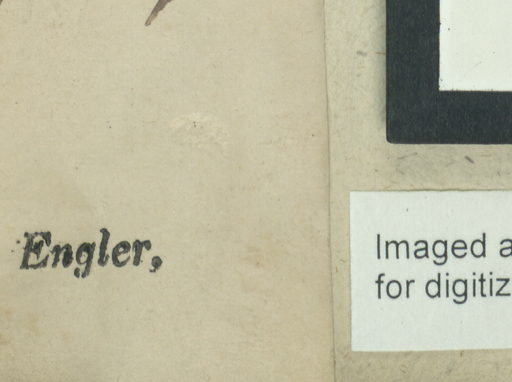 Engler,
Imaged a
for digitiz